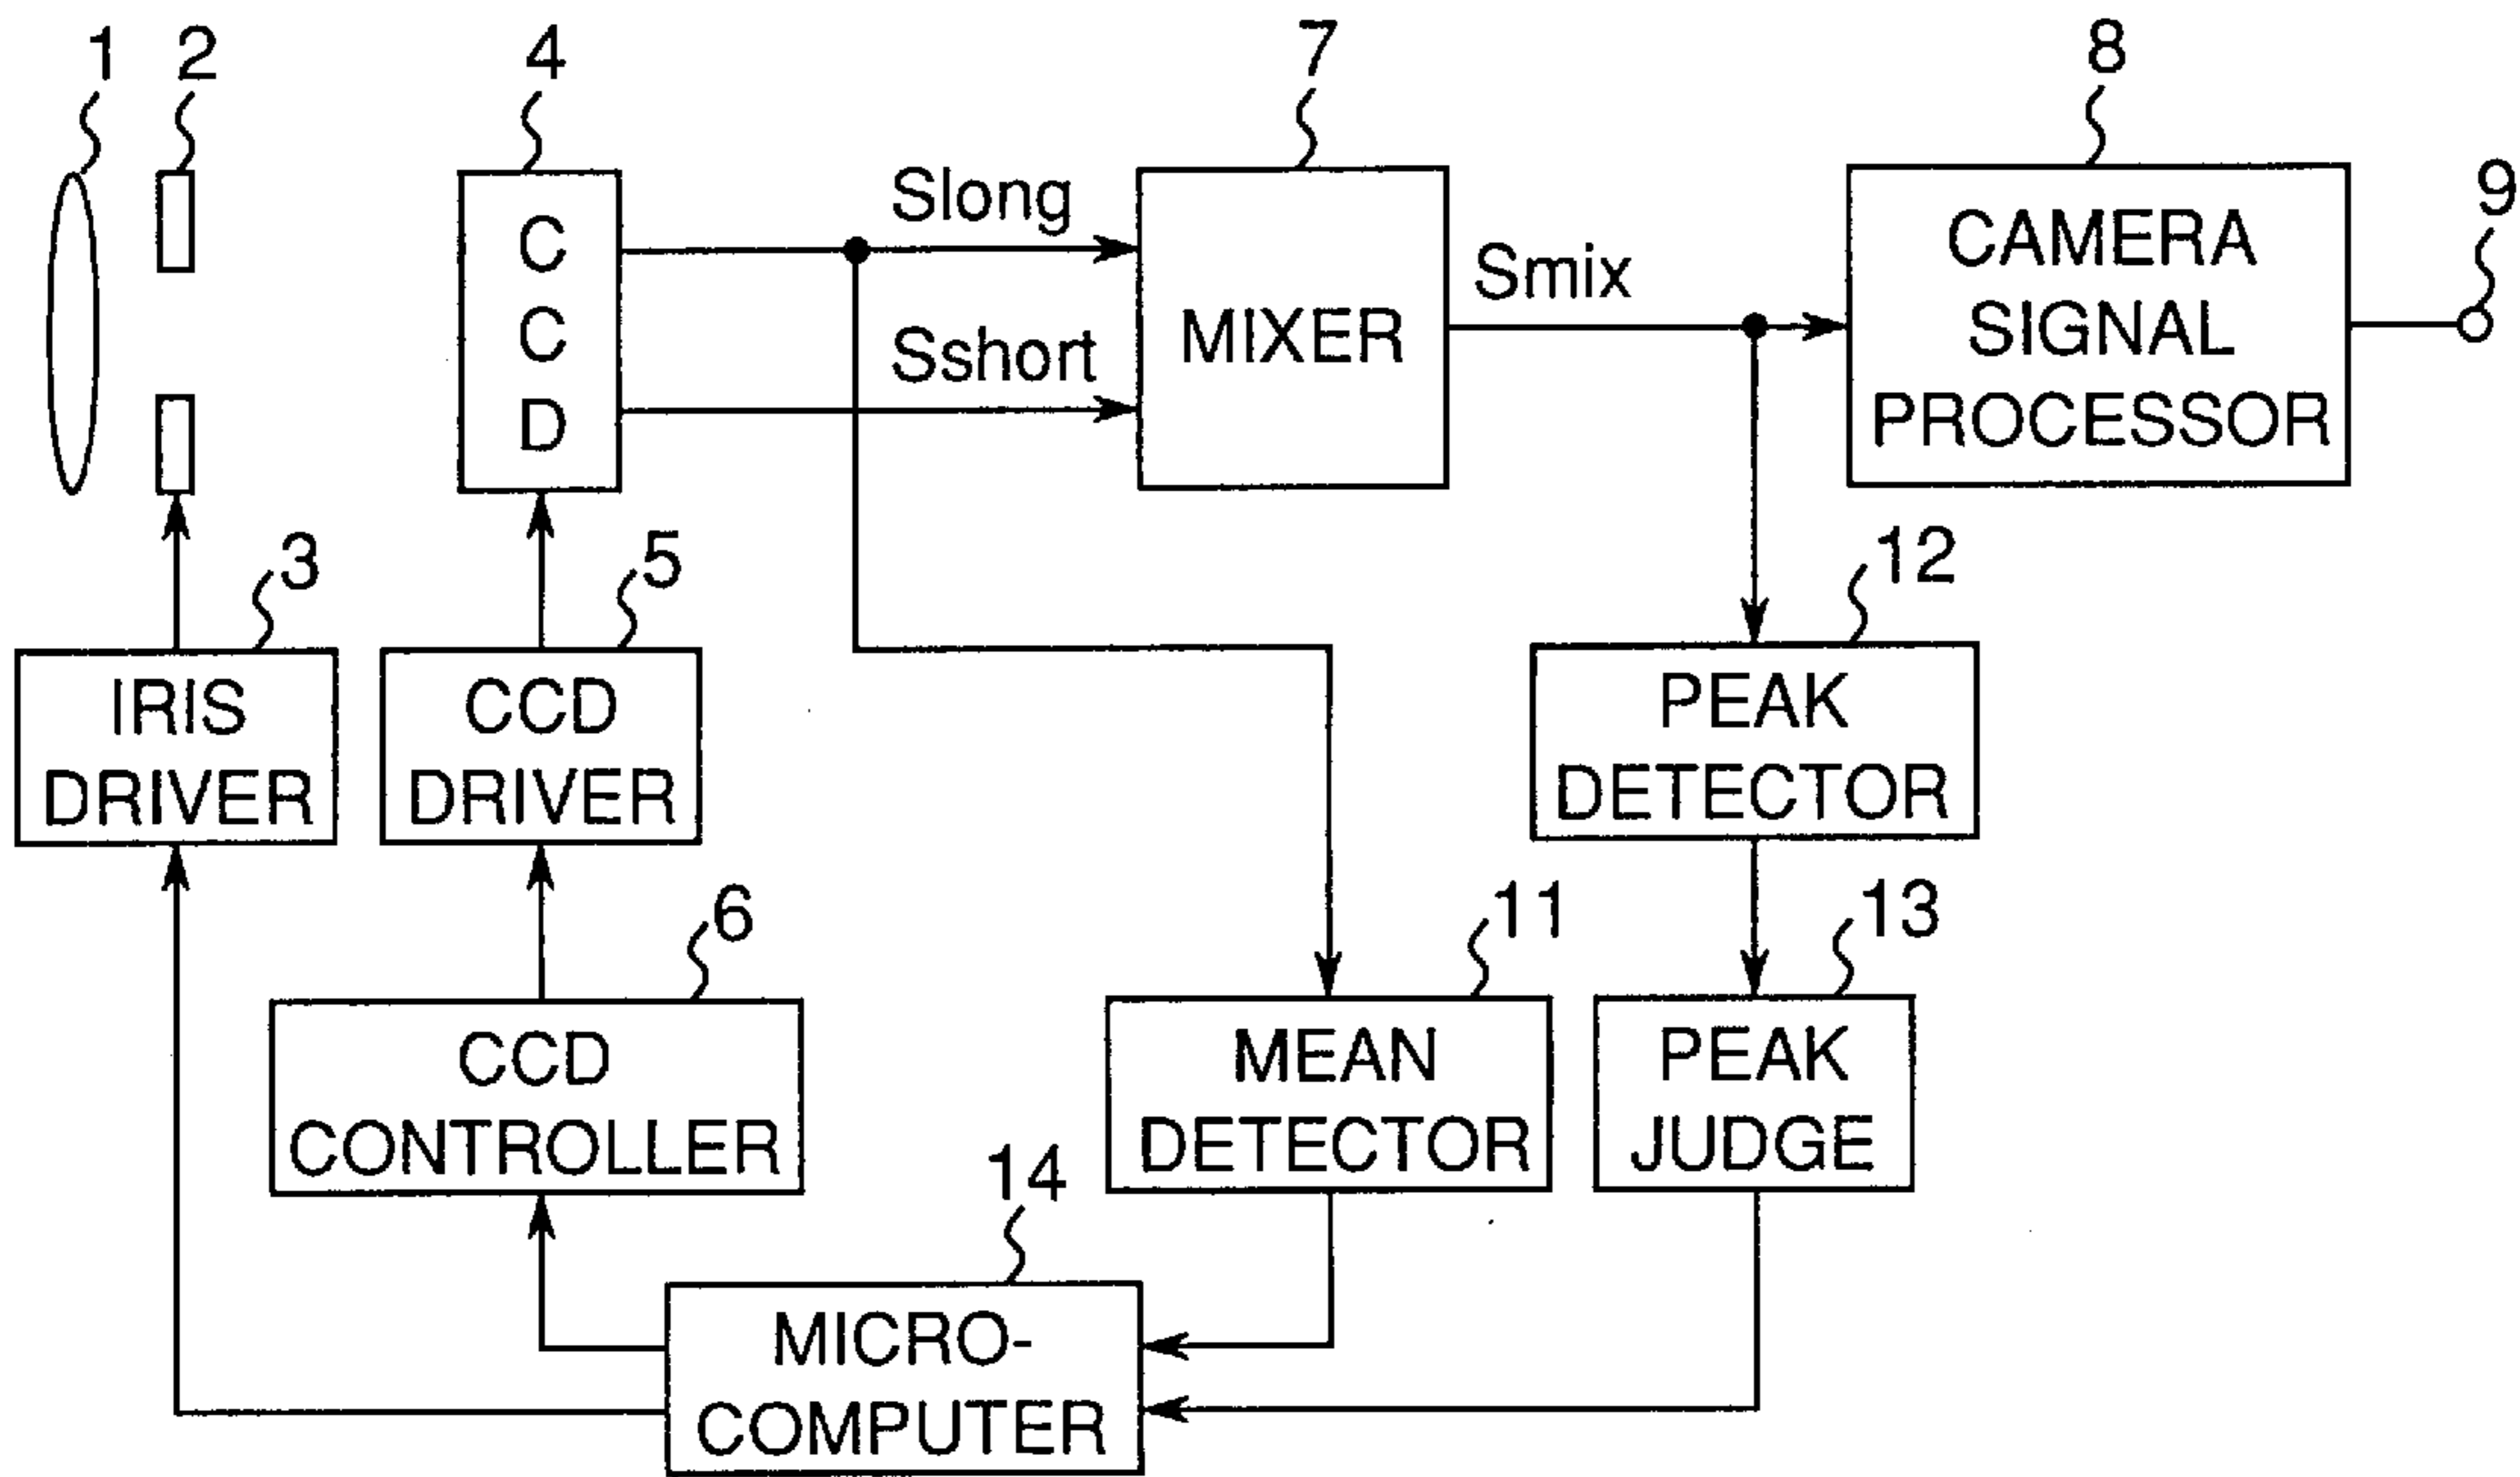 1
2
4
7
8
9
C
C
D
Slong
Sshort
MIXER
Smix
CAMERA
SIGNAL
PROCESSOR
3
5
12
IRIS
DRIVER
CCD
DRIVER
PEAK
DETECTOR
6
11
13
CCD
CONTROLLER
MEAN
DETECTOR
PEAK
JUDGE
14
MICRO-
COMPUTER